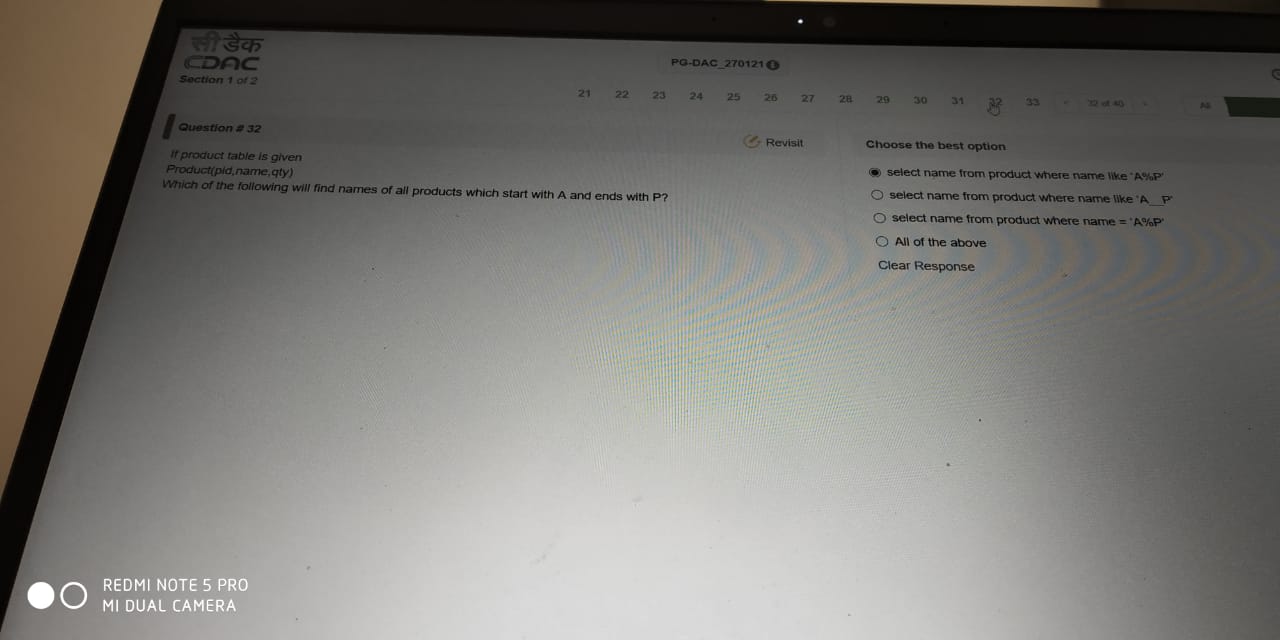 सी डैक
CDAC
Section 1 of 2
PG-DAC_270121
21 22 23 24 25 26 27 28 29 30 31 32 33 < 32 of 40 > All
Question # 32
Revisit
If product table is given
Product(pid,name,qty)
Which of the following will find names of all products which start with A and ends with P?
Choose the best option
select name from product where name like 'A%P'
select name from product where name like 'A__P'
select name from product where name = 'A%P'
All of the above
Clear Response
REDMI NOTE 5 PRO
MI DUAL CAMERA